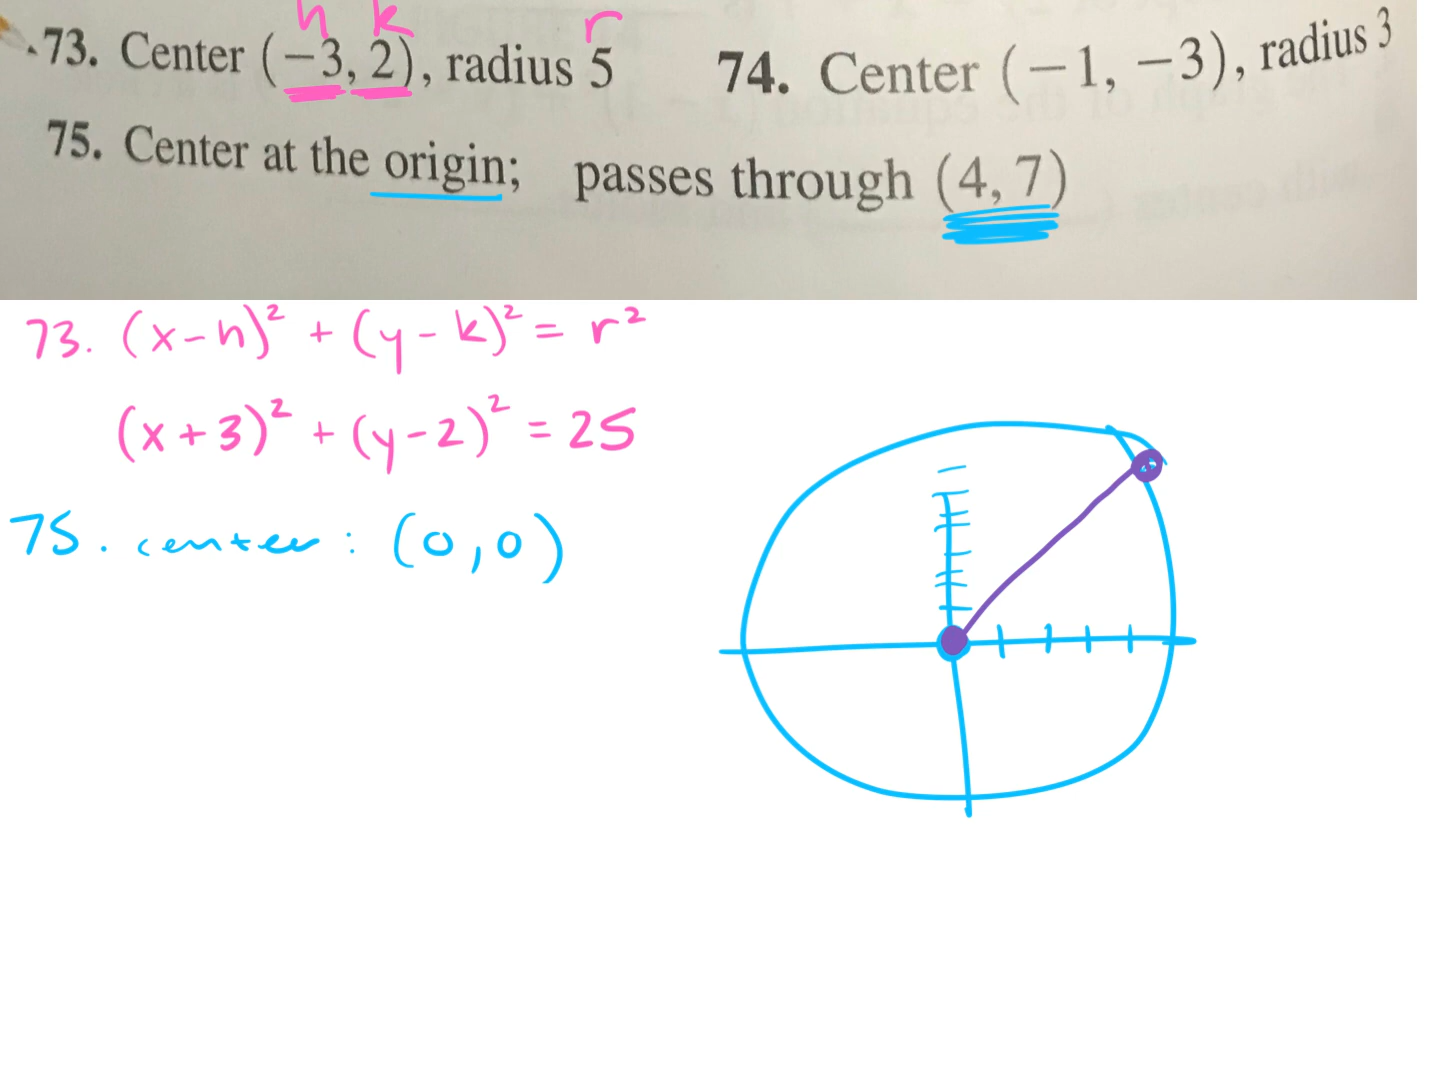 h k r
73. Center (−3, 2), radius 5 74. Center (−1, −3), radius 3
75. Center at the origin; passes through (4, 7)
73. (x-h)² + (y-k)² = r²
(x+3)² + (y-2)² = 25
75. center: (0,0)